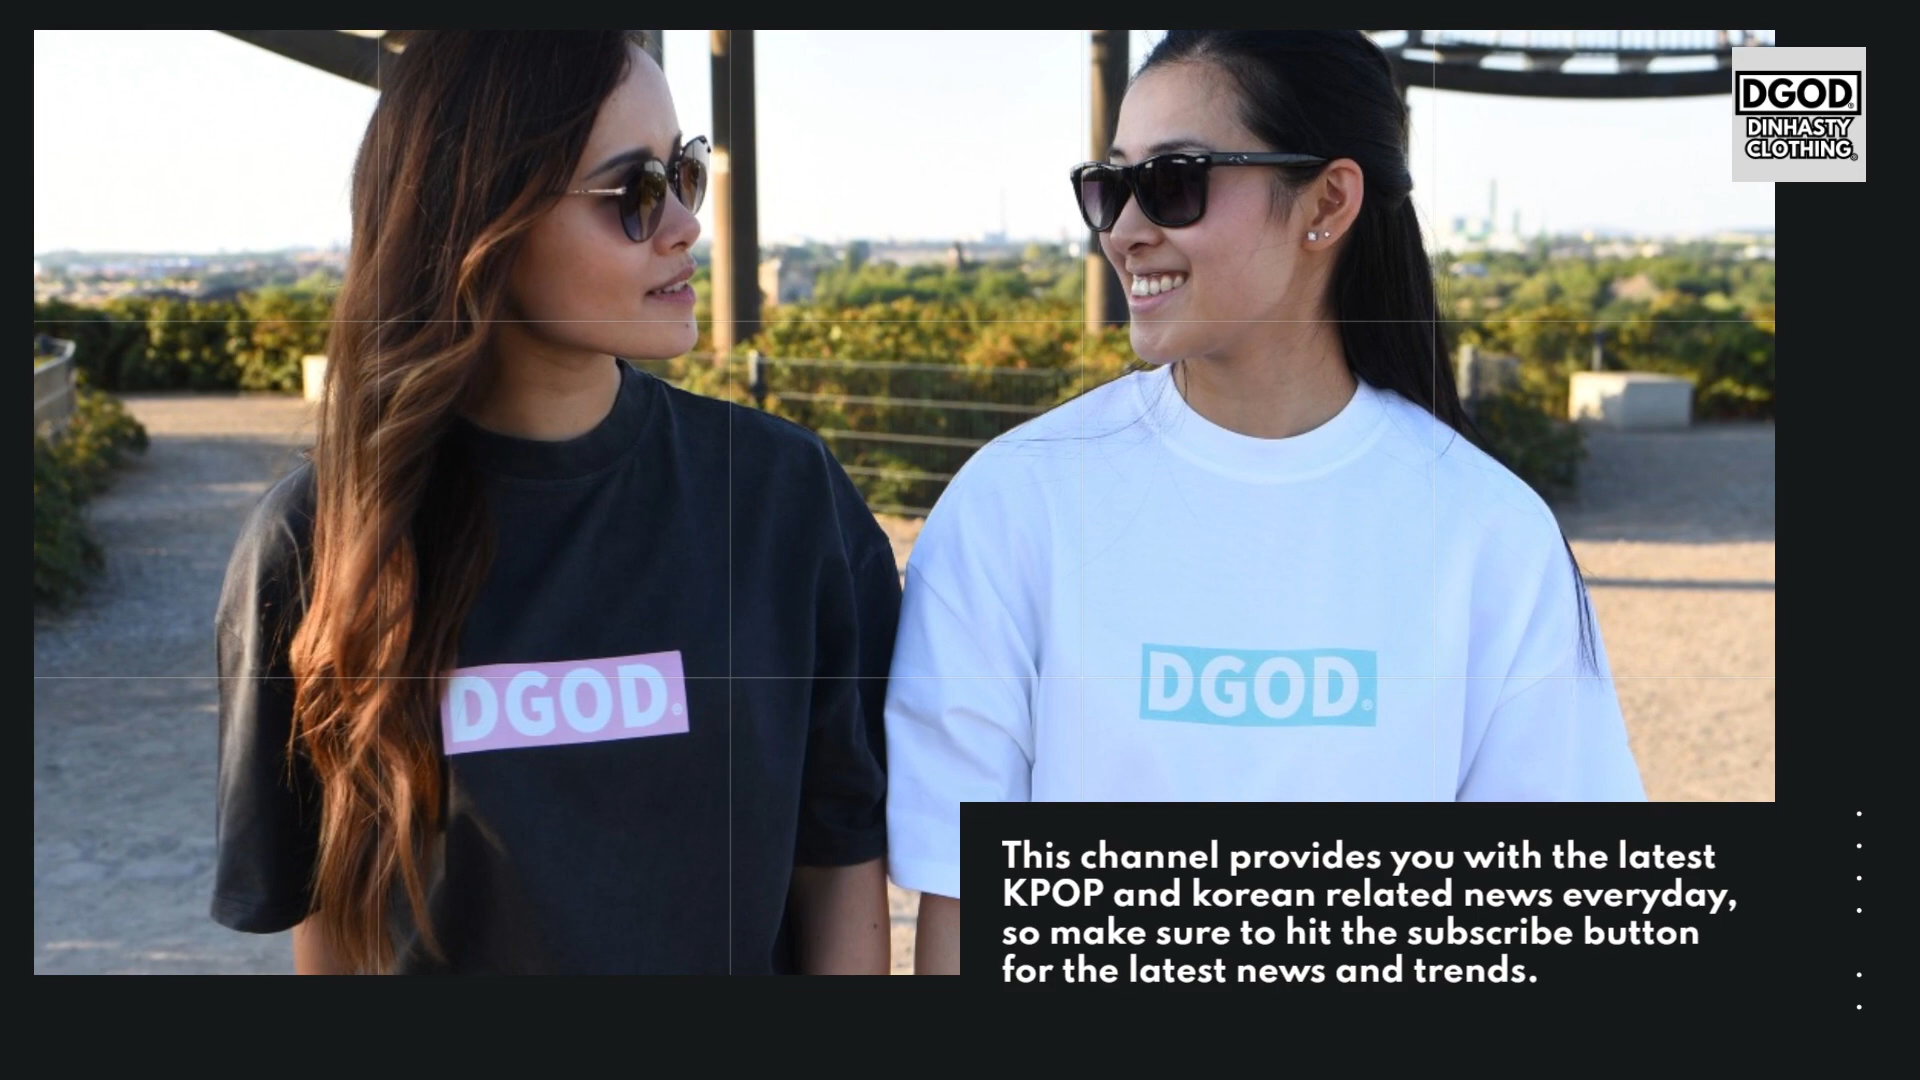 DGOD®
DINHASTY
CLOTHING®
DGOD.®
DGOD.®
This channel provides you with the latest
KPOP and korean related news everyday,
so make sure to hit the subscribe button
for the latest news and trends.